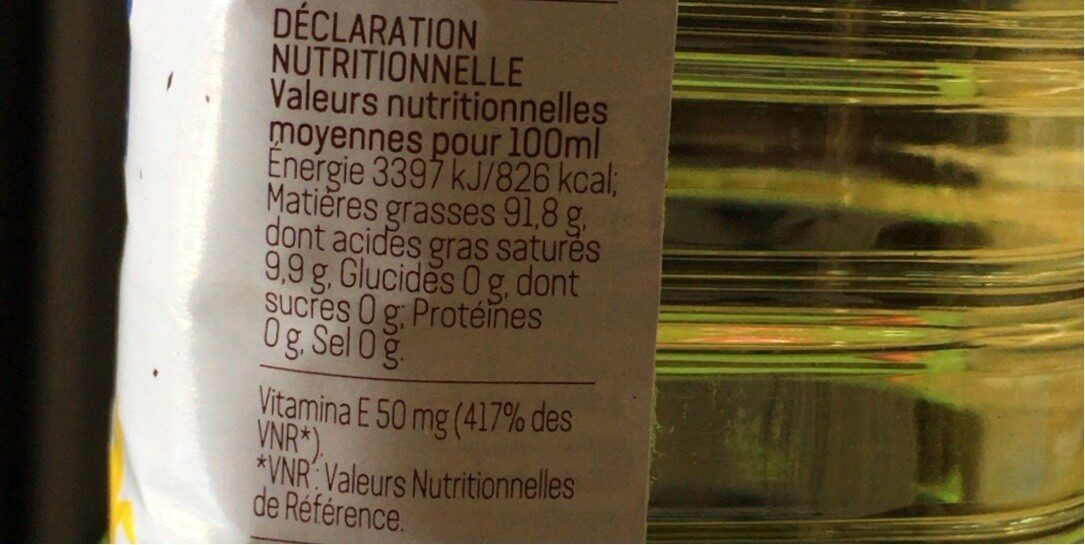 DÉCLARATION
NUTRITIONNELLE
Valeurs nutritionnelles
moyennes pour 100ml
Énergie 3397 kJ/826 kcal;
Matières grasses 91,8 g,
dont acides gras saturés
9,9 g, Glucides 0 g, dont
sucres 0 g; Protéines
0 g, Sel 0 g.
Vitamina E 50 mg (417% des
VNR*).
*VNR: Valeurs Nutritionnelles
de Référence.